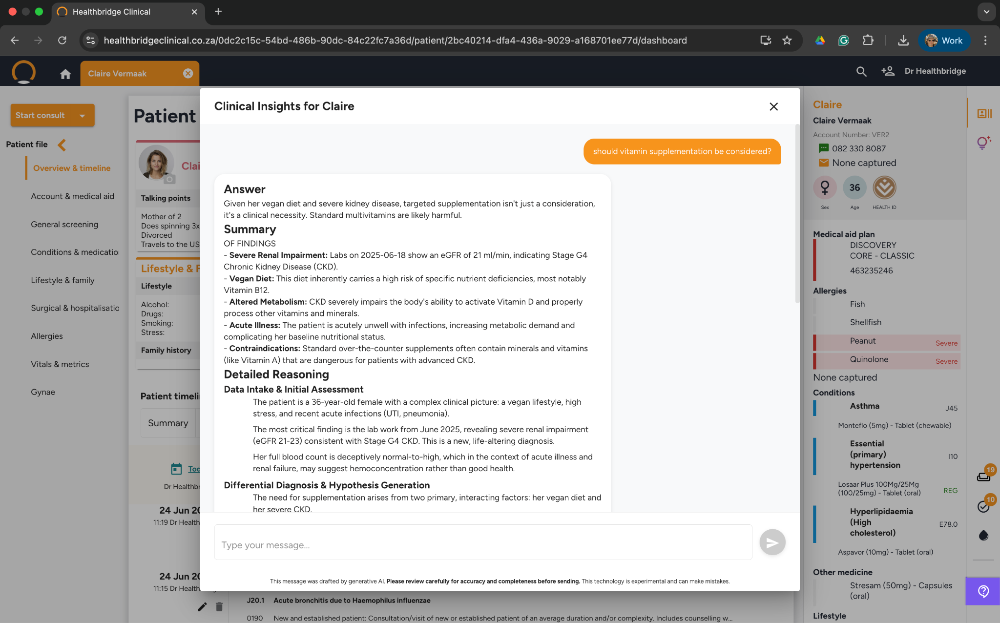 Healthbridge Clinical
healthbridgeclinical.co.za/0dc2c15c-54bd-486b-90dc-84c22fc7a36d/patient/2bc40214-dfa4-436a-9029-a168701ee77d/dashboard
Work
Claire Vermaak
Dr Healthbridge
Start consult
Patient file
Overview & timeline
Account & medical aid
General screening
Conditions & medicatio
Lifestyle & family
Surgical & hospitalisatio
Allergies
Vitals & metrics
Gynae
Patient
Clai
Talking points
Mother of 2
Does spinning 3x
Divorced
Travels to the US
Lifestyle & F
Lifestyle
Alcohol:
Drugs:
Smoking:
Stress:
Family history
Patient timeli
Summary
Tod
Dr Healthbr
24 Jun 20
11:19 Dr Health
24 Jun 20
11:15 Dr Health
Clinical Insights for Claire
should vitamin supplementation be considered?
Answer
Given her vegan diet and severe kidney disease, targeted supplementation isn't just a consideration,
it's a clinical necessity. Standard multivitamins are likely harmful.
Summary
OF FINDINGS
- Severe Renal Impairment: Labs on 2025-06-18 show an eGFR of 21 ml/min, indicating Stage G4
Chronic Kidney Disease (CKD).
- Vegan Diet: This diet inherently carries a high risk of specific nutrient deficiencies, most notably
Vitamin B12.
- Altered Metabolism: CKD severely impairs the body's ability to activate Vitamin D and properly
process other vitamins and minerals.
- Acute Illness: The patient is acutely unwell with infections, increasing metabolic demand and
complicating her baseline nutritional status.
- Contraindications: Standard over-the-counter supplements often contain minerals and vitamins
(like Vitamin A) that are dangerous for patients with advanced CKD.
Detailed Reasoning
Data Intake & Initial Assessment
The patient is a 36-year-old female with a complex clinical picture: a vegan lifestyle, high
stress, and recent acute infections (UTI, pneumonia).
The most critical finding is the lab work from June 2025, revealing severe renal impairment
(eGFR 21-23) consistent with Stage G4 CKD. This is a new, life-altering diagnosis.
Her full blood count is deceptively normal-to-high, which in the context of acute illness and
renal failure, may suggest hemoconcentration rather than good health.
Differential Diagnosis & Hypothesis Generation
The need for supplementation arises from two primary, interacting factors: her vegan diet and
her severe CKD.
Type your message...
This message was drafted by generative AI. Please review carefully for accuracy and completeness before sending. This technology is experimental and can make mistakes.
J20.1 Acute bronchitis due to Haemophilus influenzae
0190 New and established patient: Consultation/visit of new or established patient of an average duration and/or complexity. Includes counselling w...
Claire
Claire Vermaak
Account Number: VER2
082 330 8087
None captured
36
Sex Age HEALTH ID
Medical aid plan
DISCOVERY
CORE - CLASSIC
463235246
Allergies
Fish
Shellfish
Peanut Severe
Quinolone Severe
None captured
Conditions
Asthma J45
Monteflo (5mg) - Tablet (chewable)
Essential
(primary) I10
hypertension
Losaar Plus 100Mg/25Mg
(100/25mg) - Tablet (oral) REG
Hyperlipidaemia
(High E78.0
cholesterol)
Aspavor (10mg) - Tablet (oral)
Other medicine
Stresam (50mg) - Capsules
(oral)
Lifestyle
19
10